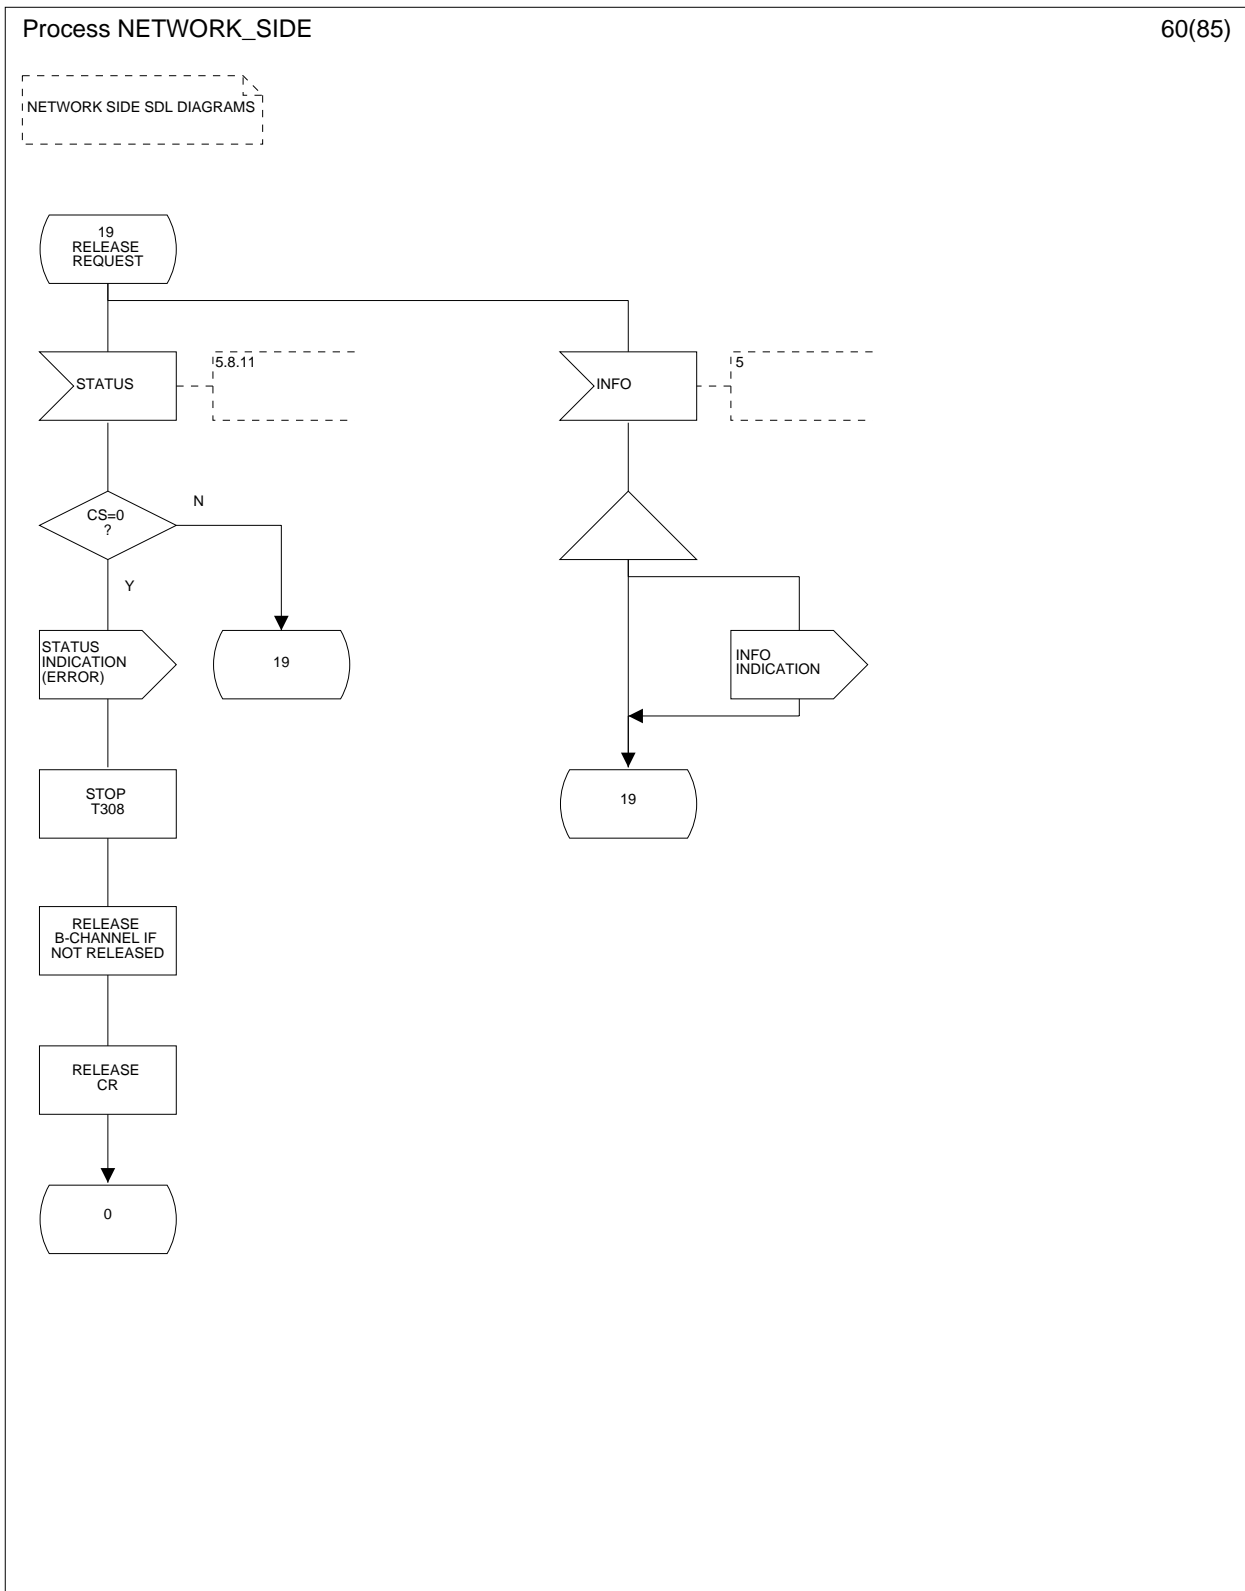 Process NETWORK_SIDE
60(85)
NETWORK SIDE SDL DIAGRAMS
19
RELEASE
REQUEST
STATUS
5.8.11
INFO
5
CS=0
?
N
Y
STATUS
INDICATION
(ERROR)
19
INFO
INDICATION
STOP
T308
19
RELEASE
B-CHANNEL IF
NOT RELEASED
RELEASE
CR
0